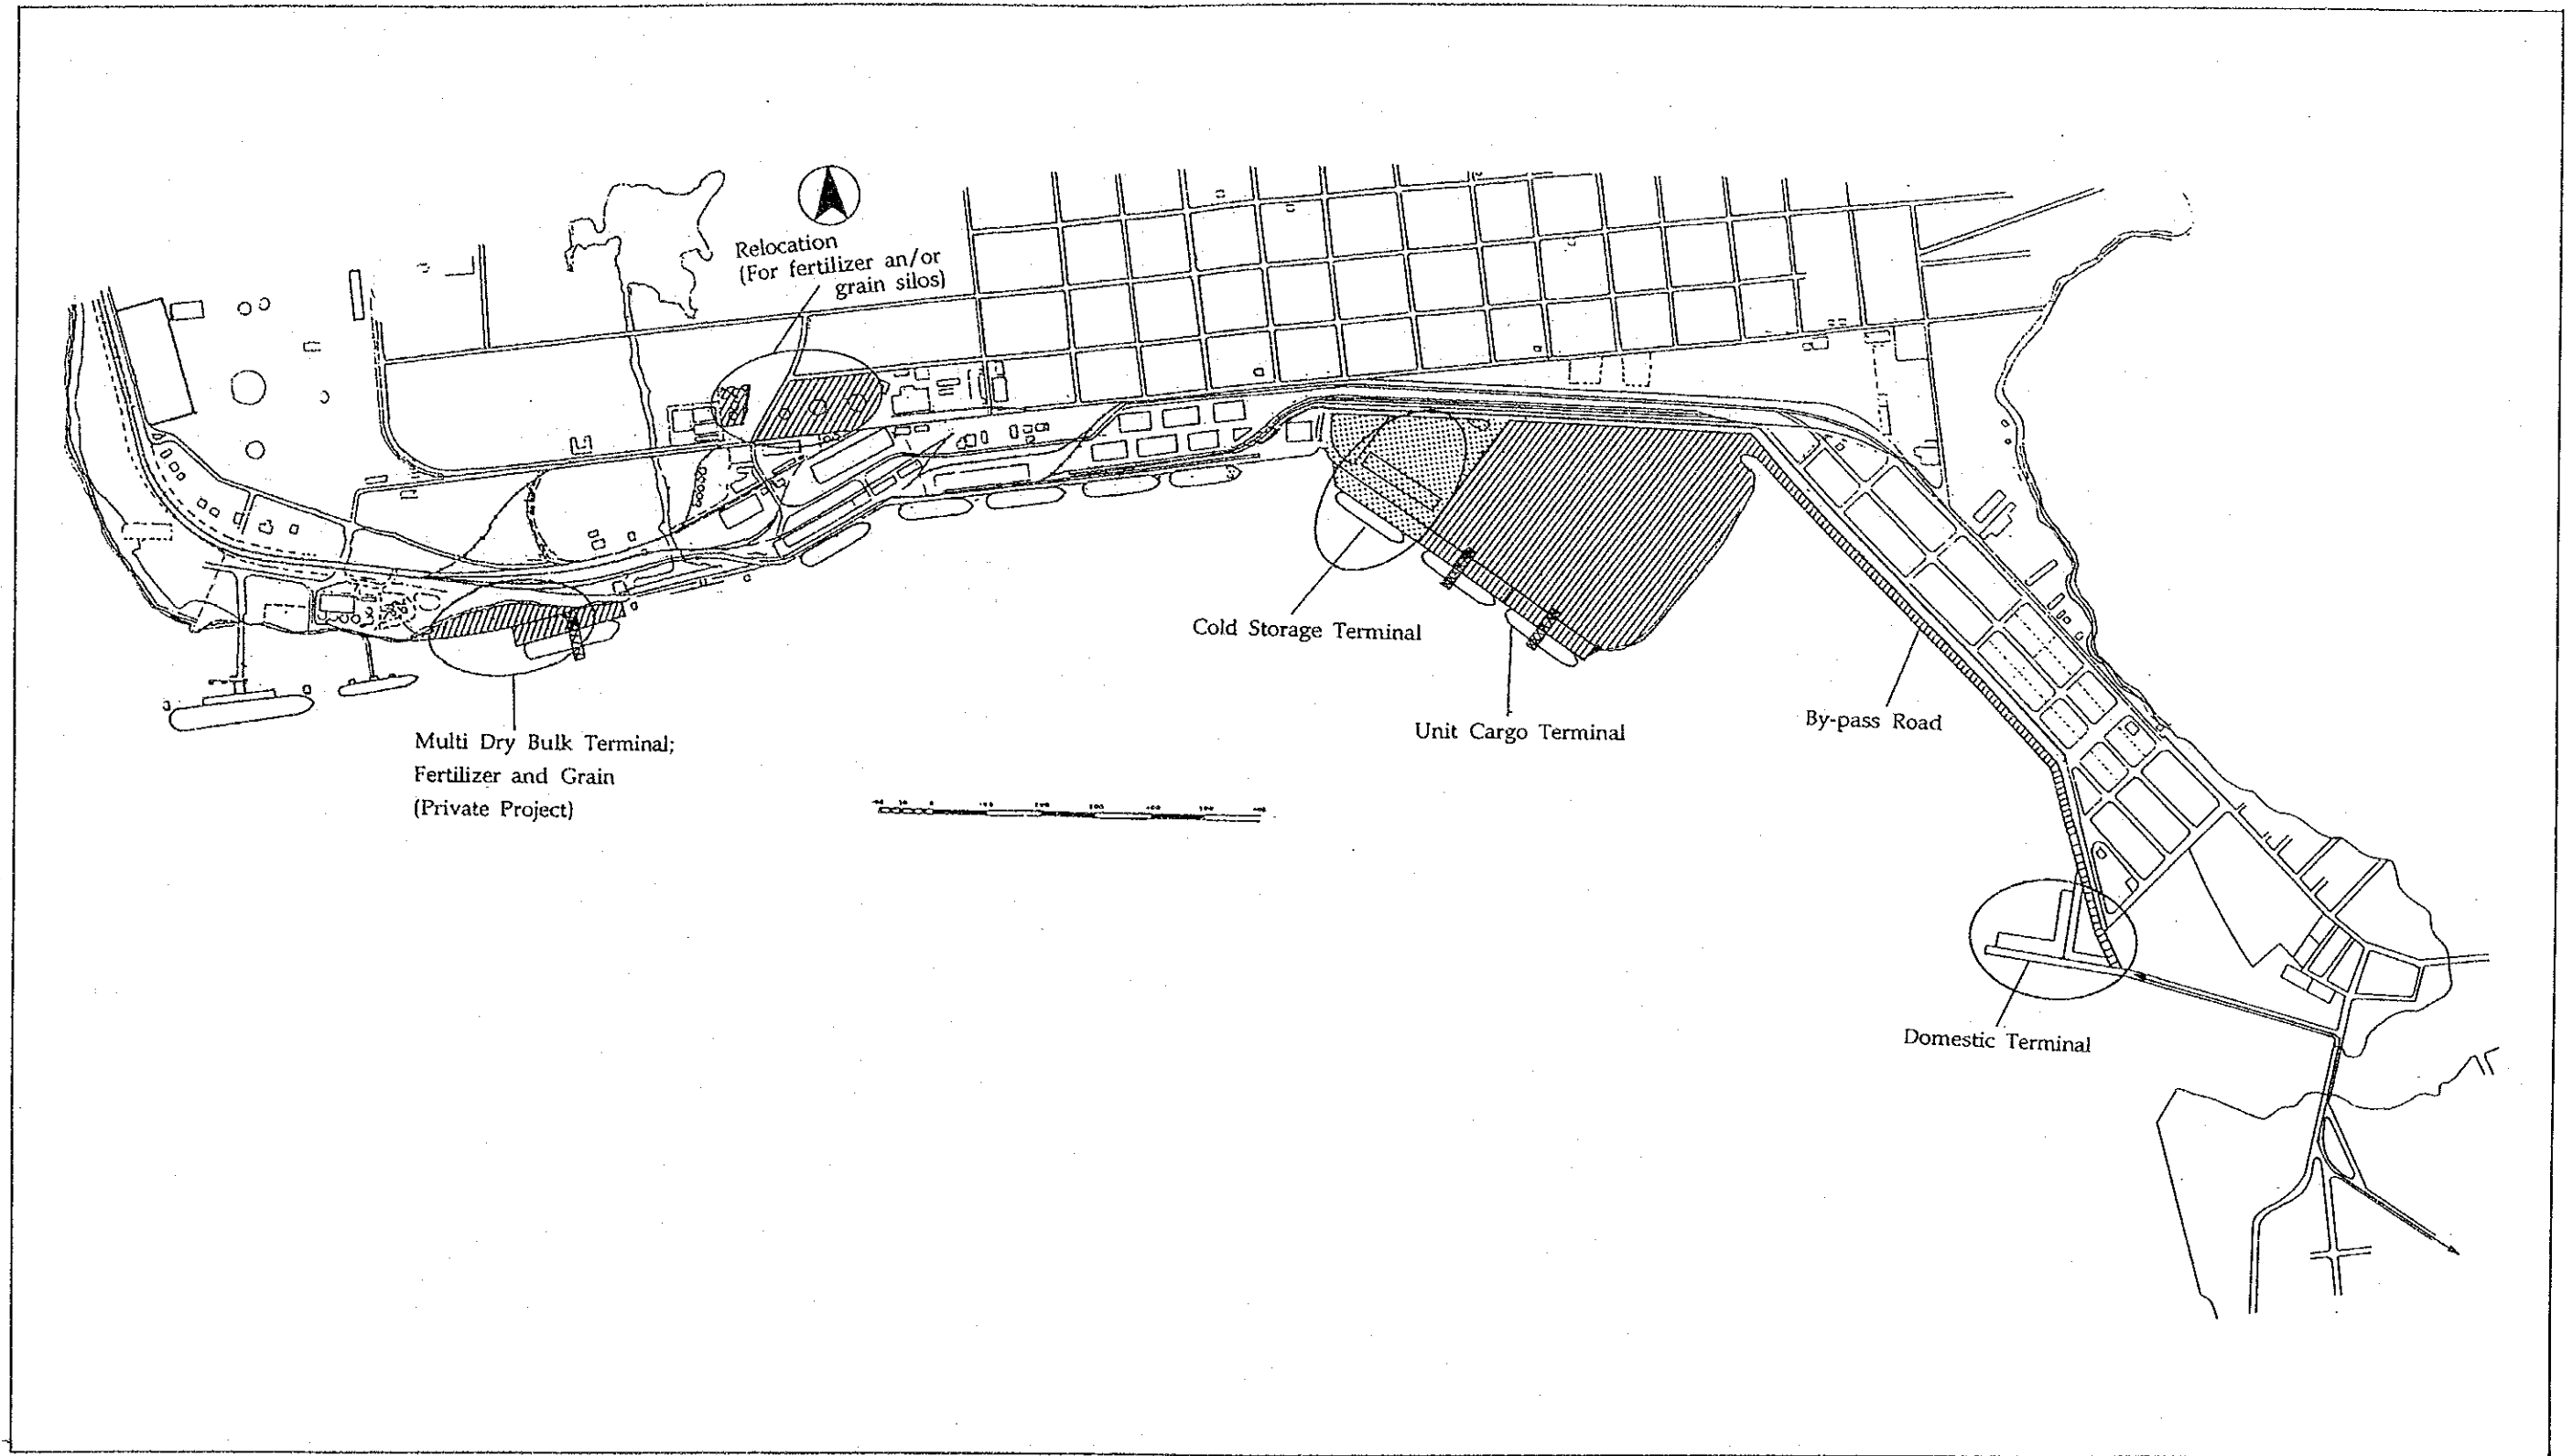 Relocation
(For fertilizer an/or
grain silos)
Cold Storage Terminal
Unit Cargo Terminal
By-pass Road
Multi Dry Bulk Terminal;
Fertilizer and Grain
(Private Project)
Domestic Terminal